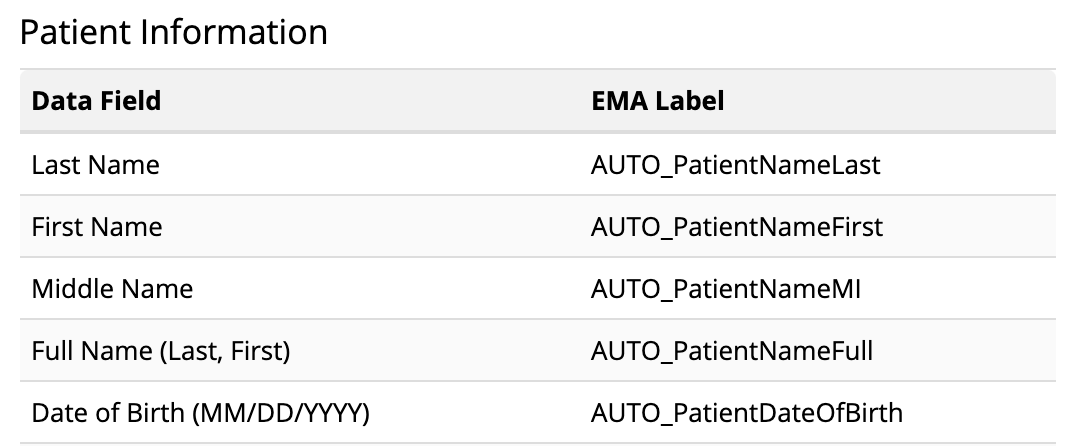 Patient Information
Data Field EMA Label
Last Name AUTO_PatientNameLast
First Name AUTO_PatientNameFirst
Middle Name AUTO_PatientNameMI
Full Name (Last, First) AUTO_PatientNameFull
Date of Birth (MM/DD/YYYY) AUTO_PatientDateOfBirth